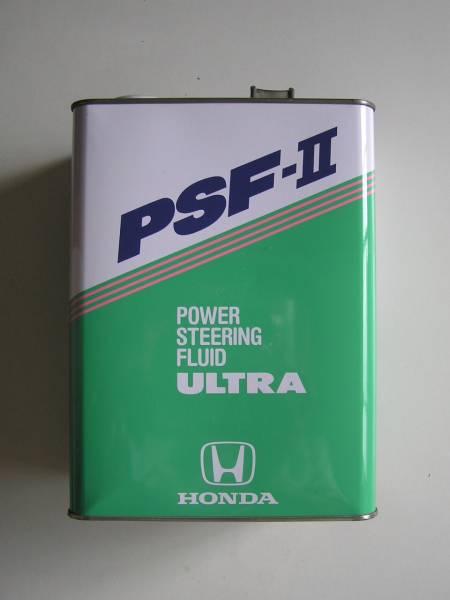 PSF-II
POWER
STEERING
FLUID
ULTRA
HONDA